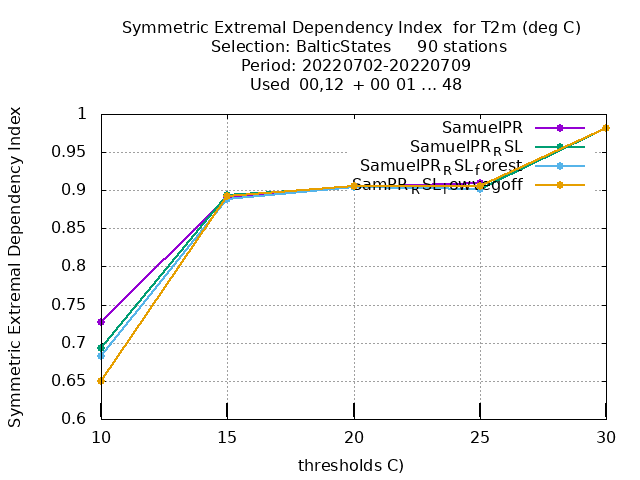 Symmetric Extremal Dependency Index  for T2m (deg C)
Selection: BalticStates     90 stations
Period: 20220702-20220709
Used  00,12  + 00 01 ... 48
Symmetric Extremal Dependency Index
1
0.95
0.9
0.85
0.8
0.75
0.7
0.65
0.6
SamuelPR
SamuelPR_RSL
SamuelPR_RSL_forest
10
15
20
25
30
thresholds C)